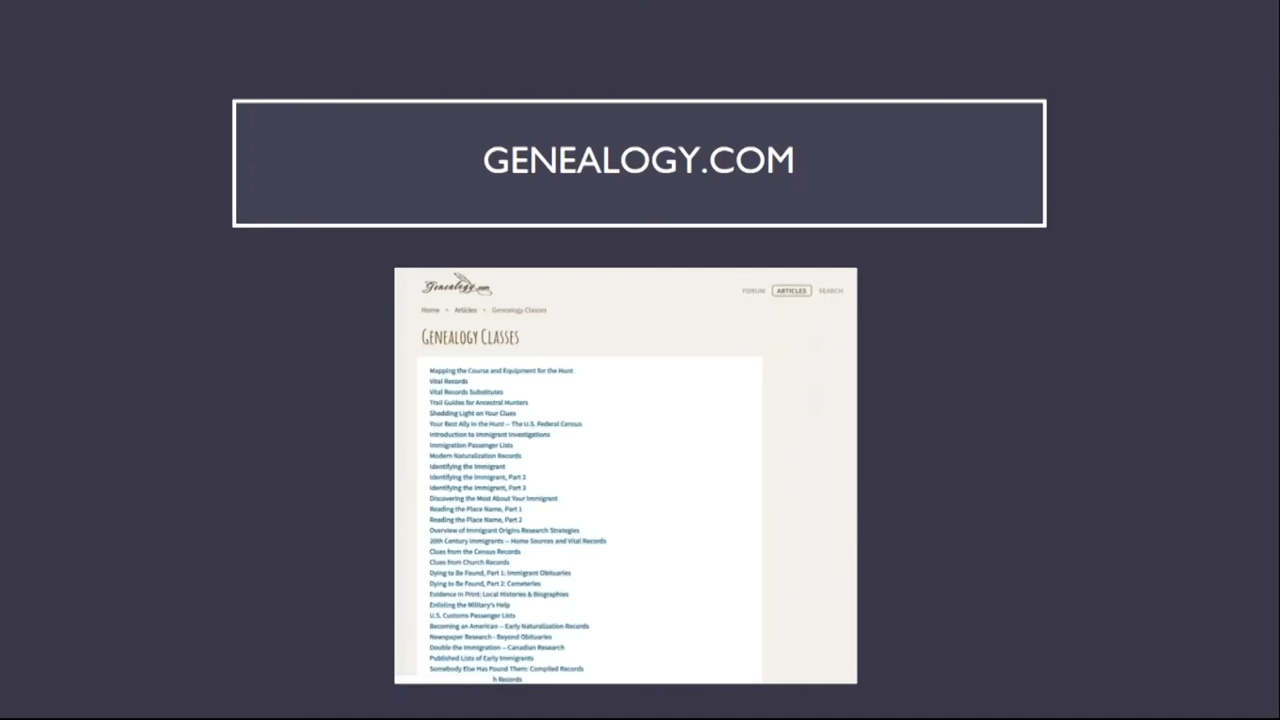 GENEALOGY.COM
Genealogy.com
FORUM ARTICLES SEARCH
Home Articles Genealogy Classes
GENEALOGY CLASSES
Mapping the Course and Equipment for the Hunt
Vital Records
Vital Records Substitutes
Trail Guides for Ancestral Hunters
Shedding Light on Your Clues
Your Best Ally in the Hunt – The U.S. Federal Census
Introduction to Immigrant Investigations
Immigration Passenger Lists
Modern Naturalization Records
Identifying the Immigrant
Identifying the Immigrant, Part 2
Identifying the Immigrant, Part 3
Discovering the Most About Your Immigrant
Reading the Place Name, Part 1
Reading the Place Name, Part 2
Overview of Immigrant Origins Research Strategies
20th Century Immigrants – Home Sources and Vital Records
Clues from the Census Records
Clues from Church Records
Dying to Be Found, Part 1: Immigrant Obituaries
Dying to Be Found, Part 2: Cemeteries
Evidence in Print: Local Histories & Biographies
Enlisting the Military's Help
U.S. Customs Passenger Lists
Becoming an American – Early Naturalization Records
Newspaper Research - Beyond Obituaries
Double the Immigration – Canadian Research
Published Lists of Early Immigrants
Somebody Else Has Found Them: Compiled Records
h Records